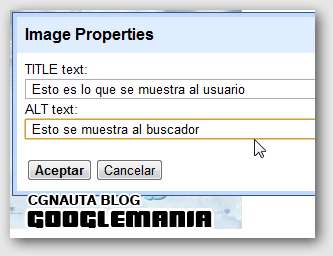 Image Properties
TITLE text:
Esto es lo que se muestra al usuario
ALT text:
Esto se muestra al buscador
Aceptar Cancelar
CGNAUTA BLOG
GOOGLEMANIA